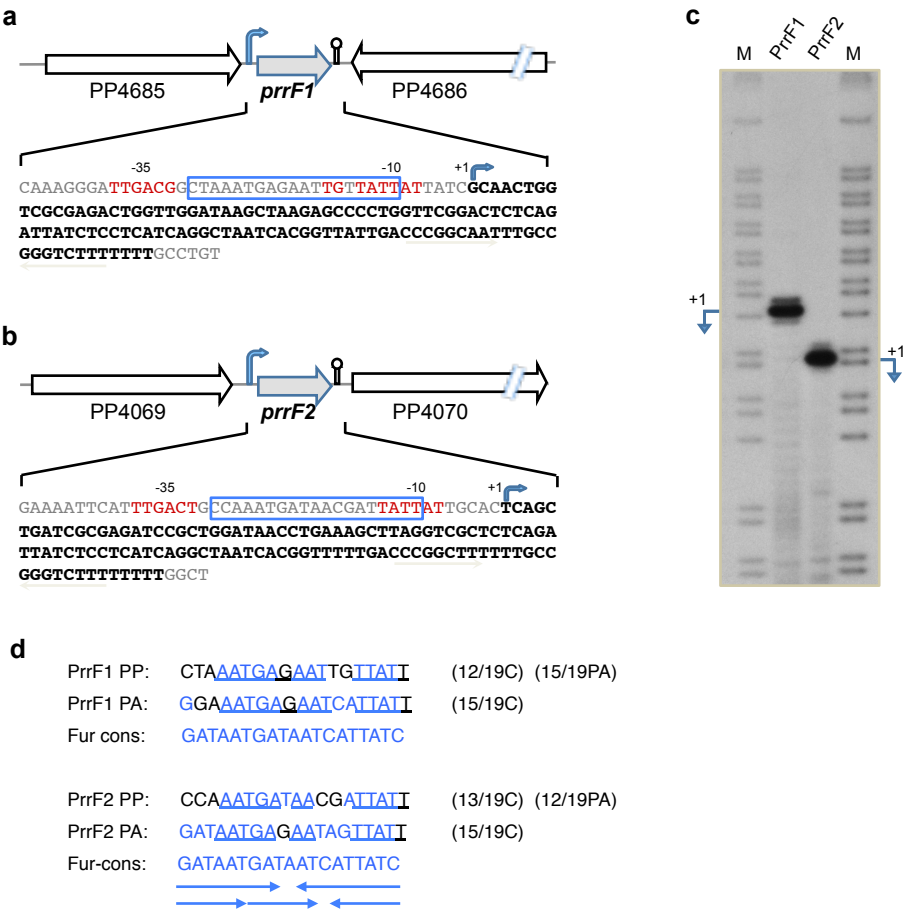 a
PP4685
prrF1
PP4686
-35
-10
+1
CAAAGGGATTGACGGCTAAATGAGAATTGTTATTATTATCGCAACTGG
TCGCGAGACTGGTTGGATAAGCTAAGAGCCCCTGGTTCGGACTCTCAG
ATTATCTCCTCATCAGGCTAATCACGGTTATTGACCCGGCAATTTGCC
GGGTCTTTTTTTGCCTGT
b
PP4069
prrF2
PP4070
-35
-10
+1
GAAAATTCATTTGACTGCCAAATGATAACGATTATTATTGCACTCAGC
TGATCGCGAGATCCGCTGGATAACCTGAAAGCTTAGGTCGCTCTCAGA
TTATCTCCTCATCAGGCTAATCACGGTTTTTGACCCGGCTTTTTTGCC
GGGTCTTTTTTTTGGCT
c
M
PrrF1
PrrF2
M
+1
+1
d
PrrF1 PP: CTAAATGAGAATTGTTATT (12/19C) (15/19PA)
PrrF1 PA: GGAAATGAGAATCATTATT (15/19C)
Fur cons: GATAATGATAATCATTATC
PrrF2 PP: CCAAATGATAACGATTATT (13/19C) (12/19PA)
PrrF2 PA: GATAATGAGAATAGTTATT (15/19C)
Fur-cons: GATAATGATAATCATTATC